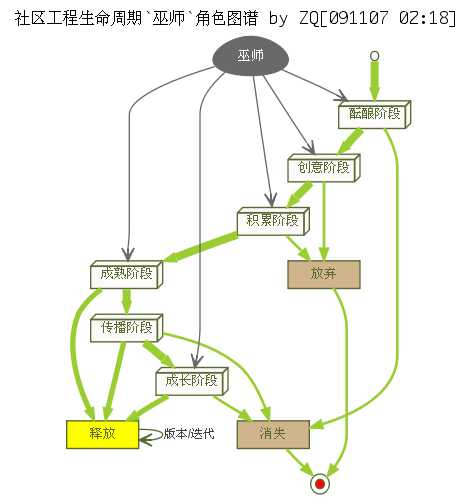 社区工程生命周期`巫师`角色图谱 by ZQ[091107 02:18]
巫师
酝酿阶段
创意阶段
积累阶段
成熟阶段
放弃
传播阶段
成长阶段
释放
版本/迭代
消失